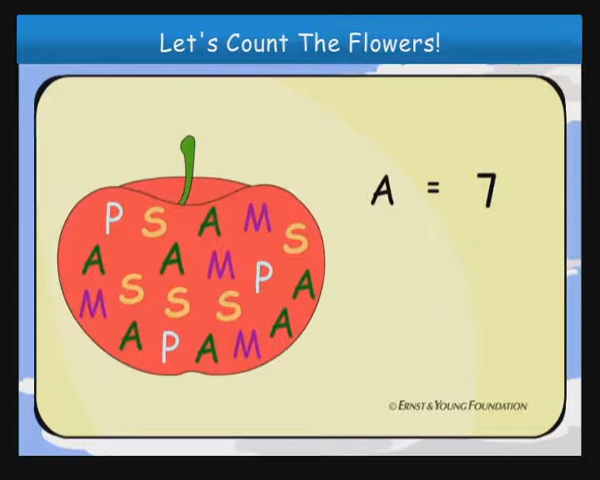 Let's Count The Flowers!
A = 7
P S A M S
A A M P A
M S S S A
A P A M
© ERNST & YOUNG FOUNDATION